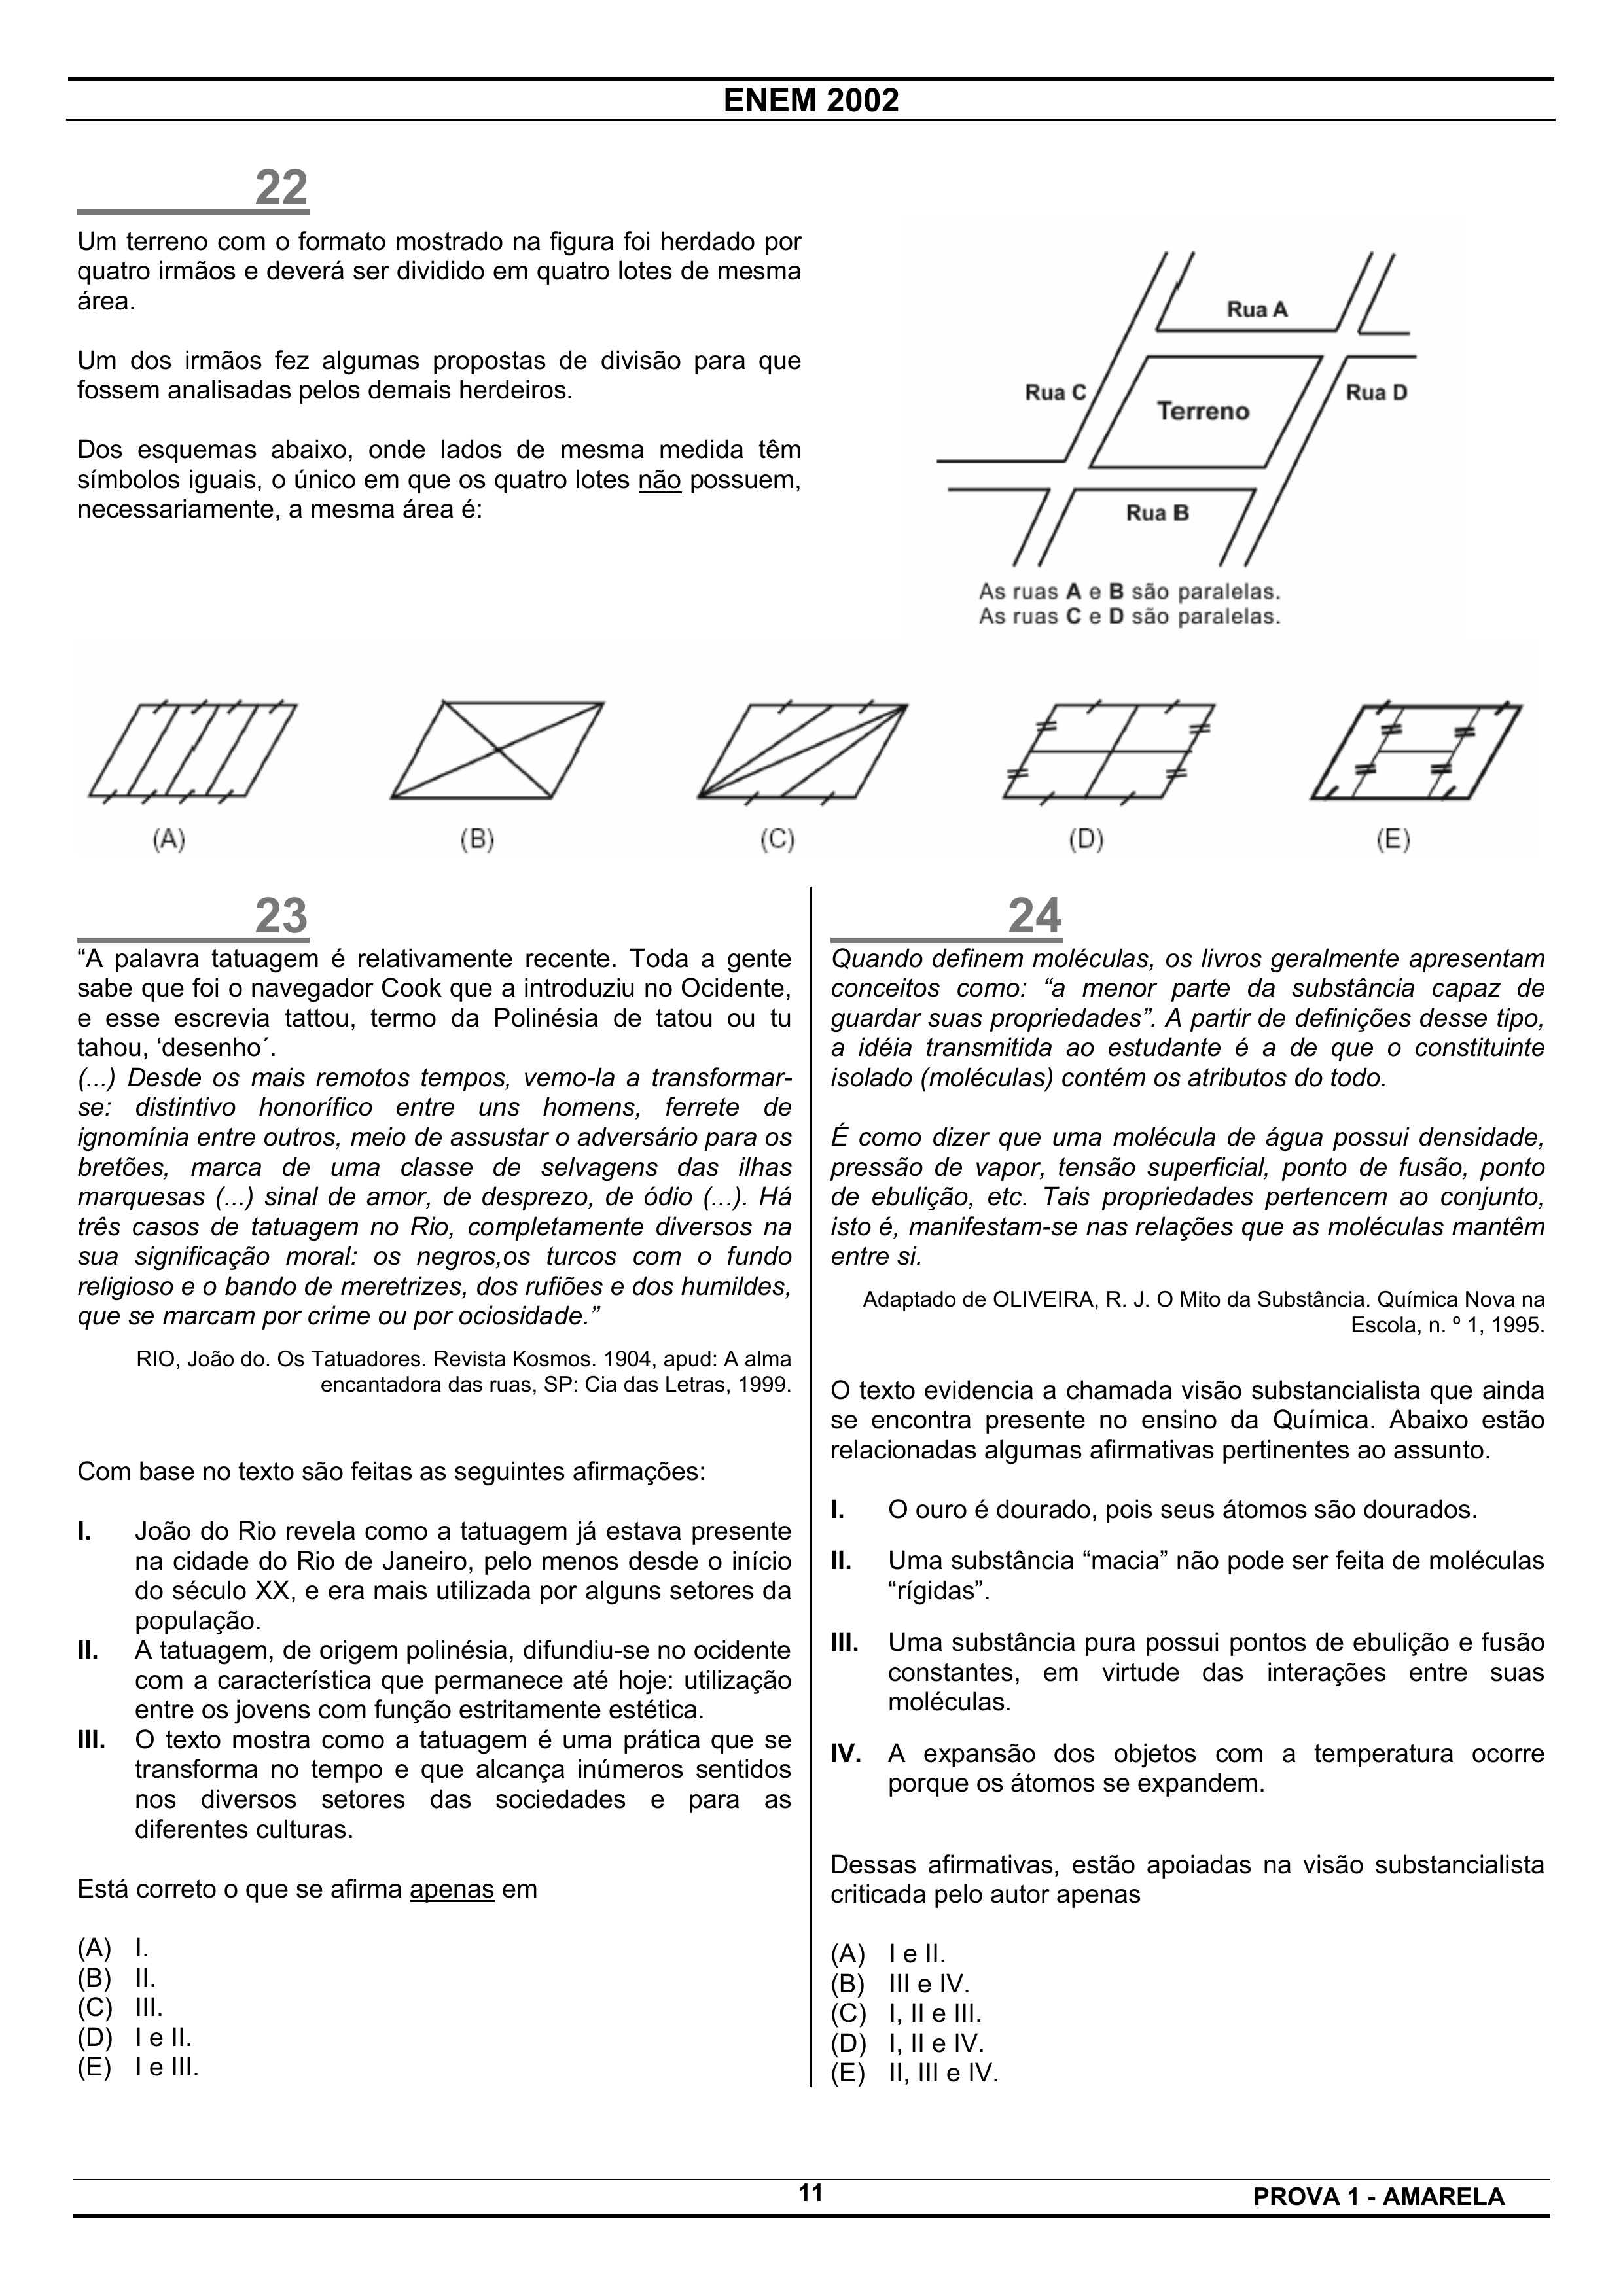 ENEM 2002
22
Um terreno com o formato mostrado na figura foi herdado por
quatro irmãos e deverá ser dividido em quatro lotes de mesma
área.
Um dos irmãos fez algumas propostas de divisão para que
fossem analisadas pelos demais herdeiros.
Dos esquemas abaixo, onde lados de mesma medida têm
símbolos iguais, o único em que os quatro lotes não possuem,
necessariamente, a mesma área é:
Rua A
Rua C
Rua D
Terreno
Rua B
As ruas A e B são paralelas.
As ruas C e D são paralelas.
(A)
(B)
(C)
(D)
(E)
23
“A palavra tatuagem é relativamente recente. Toda a gente
sabe que foi o navegador Cook que a introduziu no Ocidente,
e esse escrevia tattou, termo da Polinésia de tatou ou tu
tahou, ‘desenho´.
(...) Desde os mais remotos tempos, vemo-la a transformar-
se: distintivo honorífico entre uns homens, ferrete de
ignomínia entre outros, meio de assustar o adversário para os
bretões, marca de uma classe de selvagens das ilhas
marquesas (...) sinal de amor, de desprezo, de ódio (...). Há
três casos de tatuagem no Rio, completamente diversos na
sua significação moral: os negros,os turcos com o fundo
religioso e o bando de meretrizes, dos rufiões e dos humildes,
que se marcam por crime ou por ociosidade.”
RIO, João do. Os Tatuadores. Revista Kosmos. 1904, apud: A alma
encantadora das ruas, SP: Cia das Letras, 1999.
Com base no texto são feitas as seguintes afirmações:
I. João do Rio revela como a tatuagem já estava presente
na cidade do Rio de Janeiro, pelo menos desde o início
do século XX, e era mais utilizada por alguns setores da
população.
II. A tatuagem, de origem polinésia, difundiu-se no ocidente
com a característica que permanece até hoje: utilização
entre os jovens com função estritamente estética.
III. O texto mostra como a tatuagem é uma prática que se
transforma no tempo e que alcança inúmeros sentidos
nos diversos setores das sociedades e para as
diferentes culturas.
Está correto o que se afirma apenas em
(A) I.
(B) II.
(C) III.
(D) I e II.
(E) I e III.
24
Quando definem moléculas, os livros geralmente apresentam
conceitos como: “a menor parte da substância capaz de
guardar suas propriedades”. A partir de definições desse tipo,
a idéia transmitida ao estudante é a de que o constituinte
isolado (moléculas) contém os atributos do todo.
É como dizer que uma molécula de água possui densidade,
pressão de vapor, tensão superficial, ponto de fusão, ponto
de ebulição, etc. Tais propriedades pertencem ao conjunto,
isto é, manifestam-se nas relações que as moléculas mantêm
entre si.
Adaptado de OLIVEIRA, R. J. O Mito da Substância. Química Nova na
Escola, n. º 1, 1995.
O texto evidencia a chamada visão substancialista que ainda
se encontra presente no ensino da Química. Abaixo estão
relacionadas algumas afirmativas pertinentes ao assunto.
I. O ouro é dourado, pois seus átomos são dourados.
II. Uma substância “macia” não pode ser feita de moléculas
“rígidas”.
III. Uma substância pura possui pontos de ebulição e fusão
constantes, em virtude das interações entre suas
moléculas.
IV. A expansão dos objetos com a temperatura ocorre
porque os átomos se expandem.
Dessas afirmativas, estão apoiadas na visão substancialista
criticada pelo autor apenas
(A) I e II.
(B) III e IV.
(C) I, II e III.
(D) I, II e IV.
(E) II, III e IV.
11
PROVA 1 - AMARELA